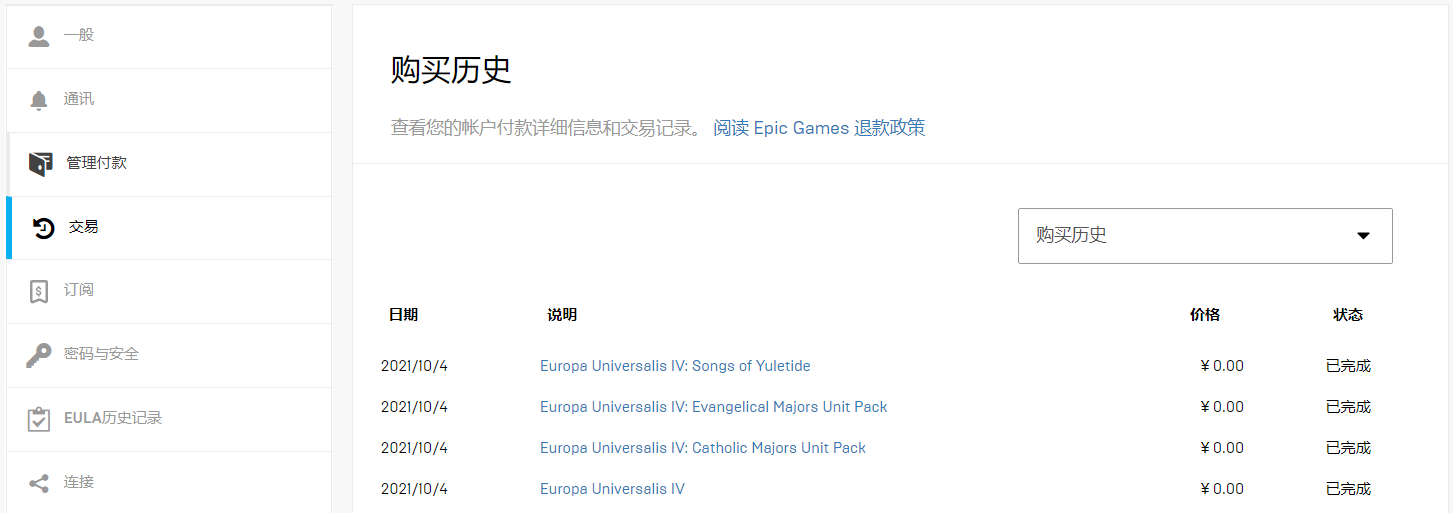 一般
通讯
管理付款
交易
订阅
密码与安全
EULA历史记录
连接
购买历史
查看您的帐户付款详细信息和交易记录。 阅读 Epic Games 退款政策
购买历史
日期 说明 价格 状态
2021/10/4 Europa Universalis IV: Songs of Yuletide ¥0.00 已完成
2021/10/4 Europa Universalis IV: Evangelical Majors Unit Pack ¥0.00 已完成
2021/10/4 Europa Universalis IV: Catholic Majors Unit Pack ¥0.00 已完成
2021/10/4 Europa Universalis IV ¥0.00 已完成